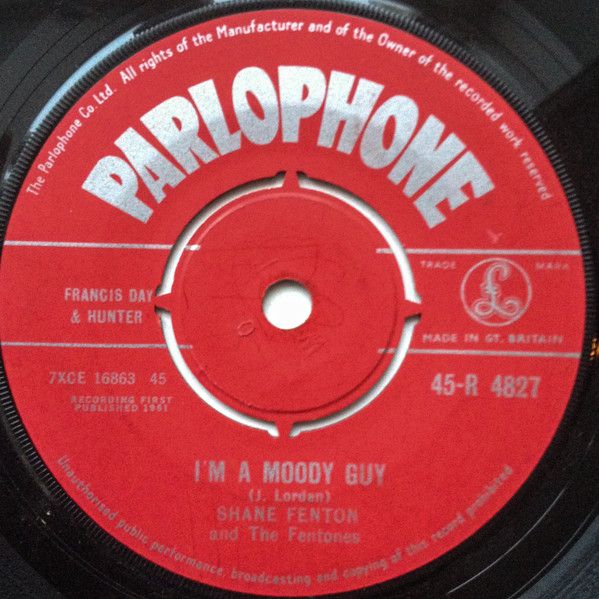 The Parlophone Co. Ltd. All rights of the Manufacturer and of the Owner of the recorded work reserved
PARLOPHONE
TRADE MARK
£
FRANCIS DAY
& HUNTER
MADE IN GT. BRITAIN
7XCE 16863 45
45-R 4827
RECORDING FIRST
PUBLISHED 1961
I'M A MOODY GUY
(J. Lorden)
SHANE FENTON
and The Fentones
Unauthorised public performance, broadcasting and copying of this record prohibited